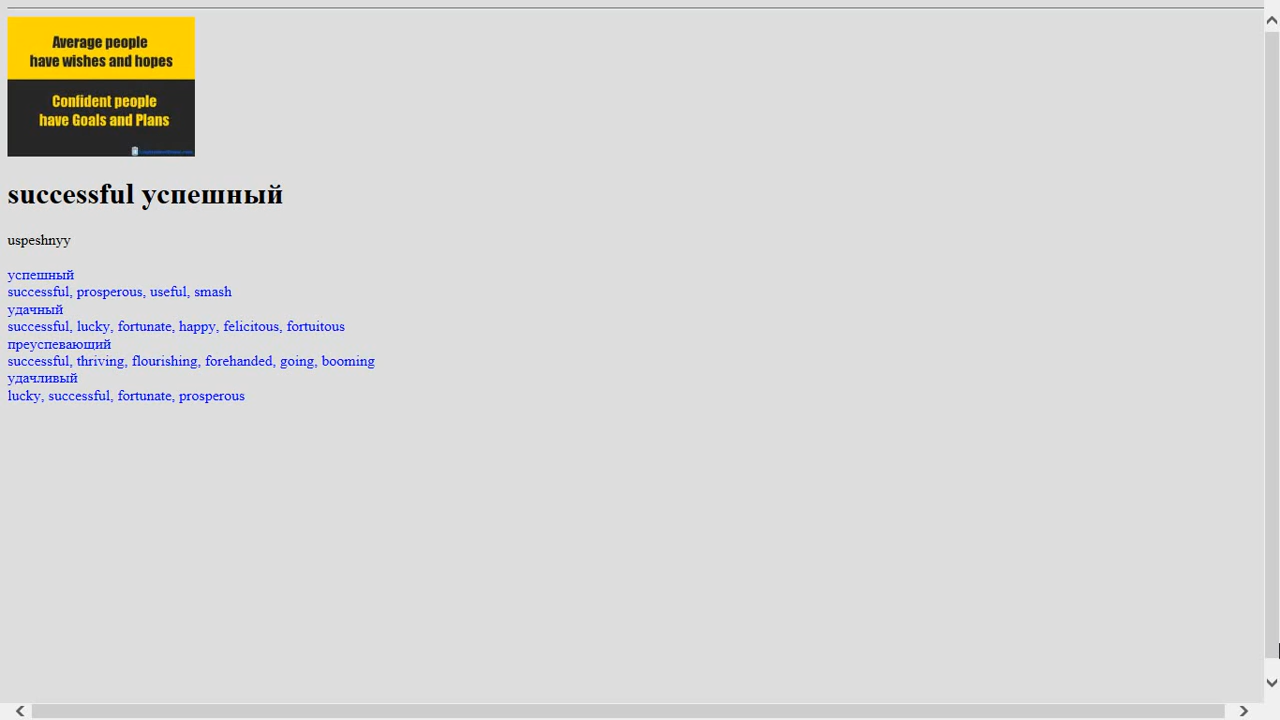 Average people
have wishes and hopes
Confident people
have Goals and Plans
successful успешный
uspeshnyy
успешный
successful, prosperous, useful, smash
удачный
successful, lucky, fortunate, happy, felicitous, fortuitous
преуспевающий
successful, thriving, flourishing, forehanded, going, booming
удачливый
lucky, successful, fortunate, prosperous